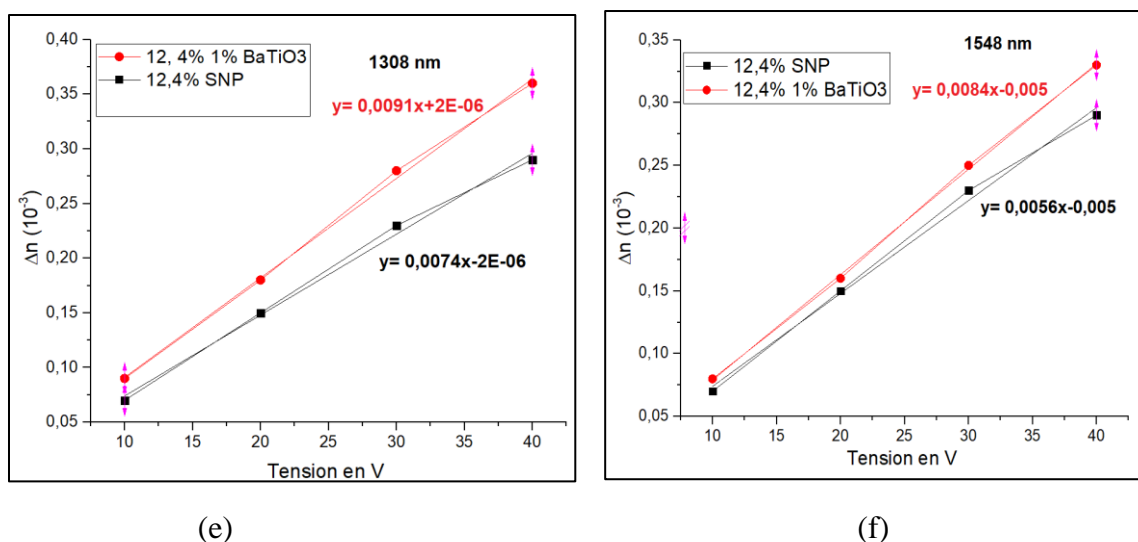 0,40
0,35
0,30
0,25
0,20
0,15
0,10
0,05
Δn (10⁻³)
12, 4% 1% BaTiO3
12,4% SNP
1308 nm
y= 0,0091x+2E-06
y= 0,0074x-2E-06
10 20 30 40
Tension en V
(e)
0,35
0,30
0,25
0,20
0,15
0,10
0,05
Δn (10⁻³)
12,4% SNP
12,4% 1% BaTiO3
1548 nm
y= 0,0084x-0,005
y= 0,0056x-0,005
10 15 20 25 30 35 40
Tension en V
(f)